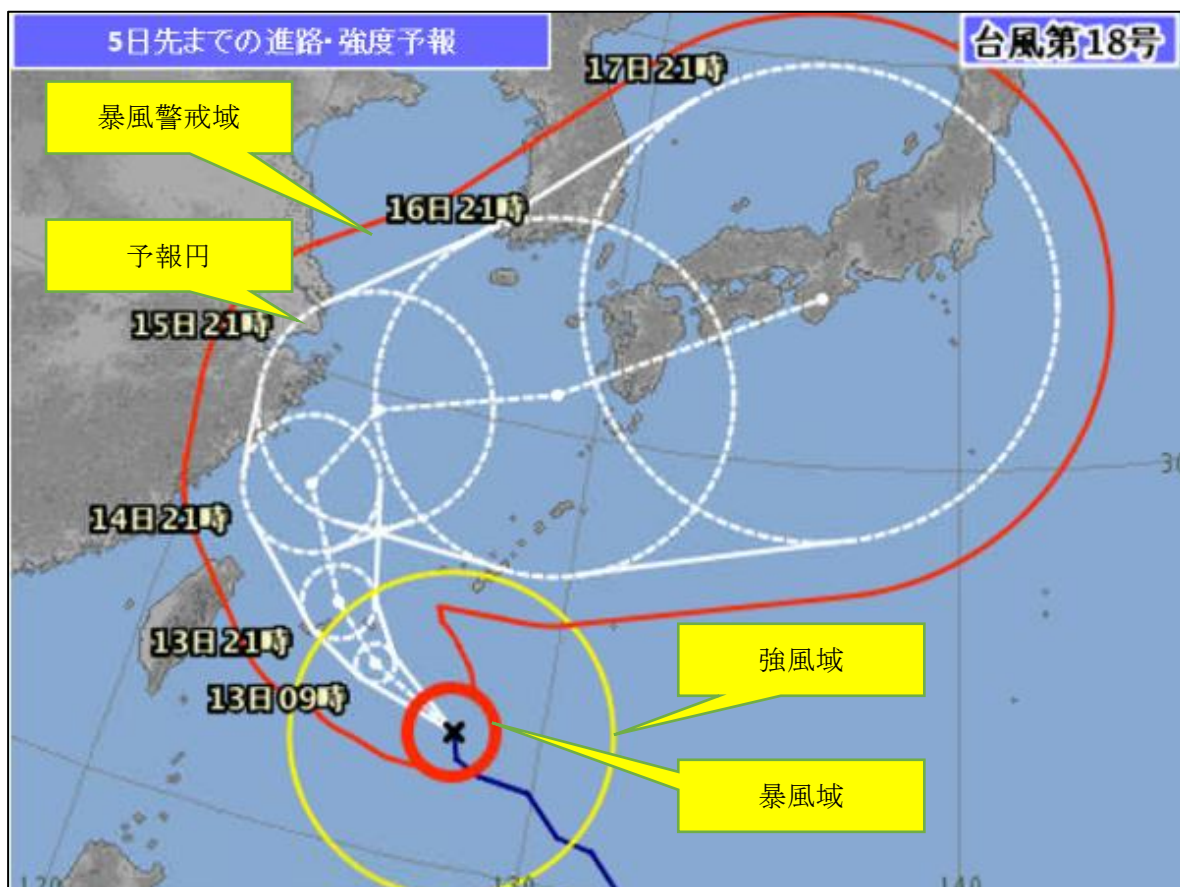 5日先までの進路･強度予報
台風第18号
17日21時
暴風警戒域
16日21時
予報円
15日21時
30
14日21時
13日21時
強風域
13日09時
暴風域
120
130
140